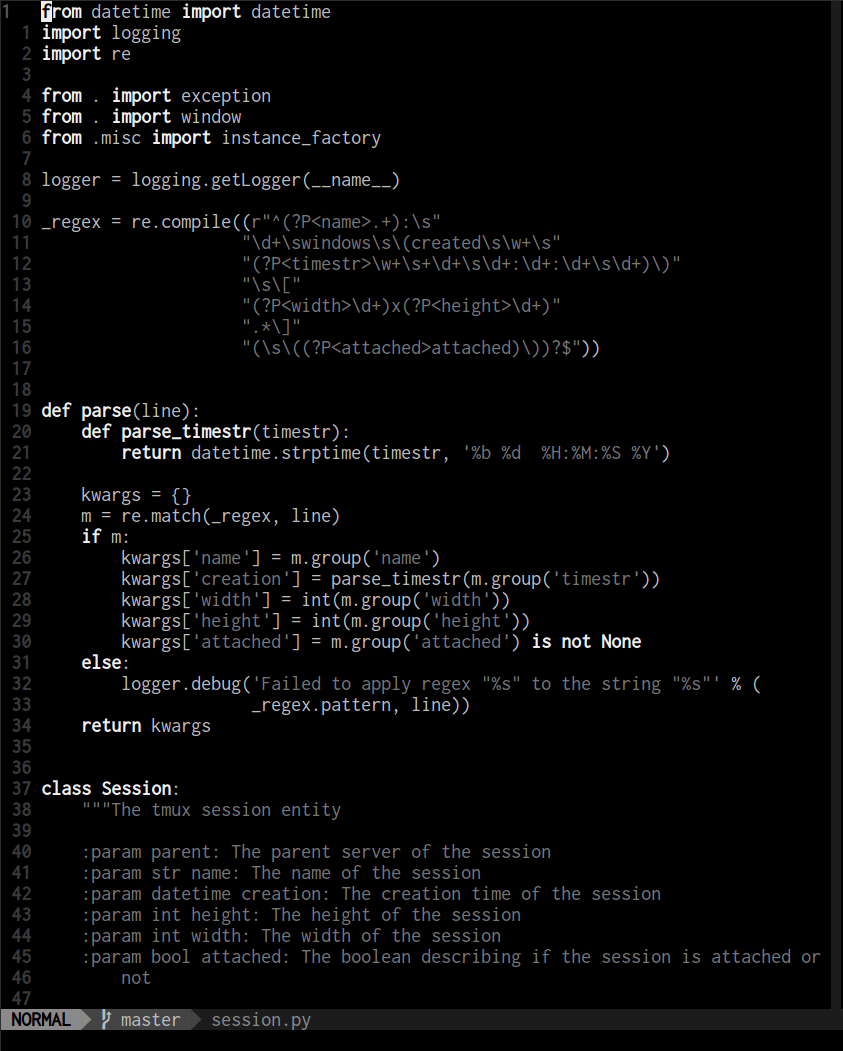 1   from datetime import datetime
  1 import logging
  2 import re
  3
  4 from . import exception
  5 from . import window
  6 from .misc import instance_factory
  7
  8 logger = logging.getLogger(__name__)
  9
 10 _regex = re.compile((r"^(?P<name>.+):\s"
 11                     "\d+\swindows\s\(created\s\w+\s"
 12                     "(?P<timestr>\w+\s+\d+\s\d+:\d+:\d+\s\d+)\)"
 13                     "\s\["
 14                     "(?P<width>\d+)x(?P<height>\d+)"
 15                     ".*\]"
 16                     "(\s\((?P<attached>attached)\))?$"))
 17
 18
 19 def parse(line):
 20     def parse_timestr(timestr):
 21         return datetime.strptime(timestr, '%b %d  %H:%M:%S %Y')
 22
 23     kwargs = {}
 24     m = re.match(_regex, line)
 25     if m:
 26         kwargs['name'] = m.group('name')
 27         kwargs['creation'] = parse_timestr(m.group('timestr'))
 28         kwargs['width'] = int(m.group('width'))
 29         kwargs['height'] = int(m.group('height'))
 30         kwargs['attached'] = m.group('attached') is not None
 31     else:
 32         logger.debug('Failed to apply regex "%s" to the string "%s"' % (
 33                      _regex.pattern, line))
 34     return kwargs
 35
 36
 37 class Session:
 38     """The tmux session entity
 39
 40     :param parent: The parent server of the session
 41     :param str name: The name of the session
 42     :param datetime creation: The creation time of the session
 43     :param int height: The height of the session
 44     :param int width: The width of the session
 45     :param bool attached: The boolean describing if the session is attached or
 46         not
 47
NORMAL master session.py